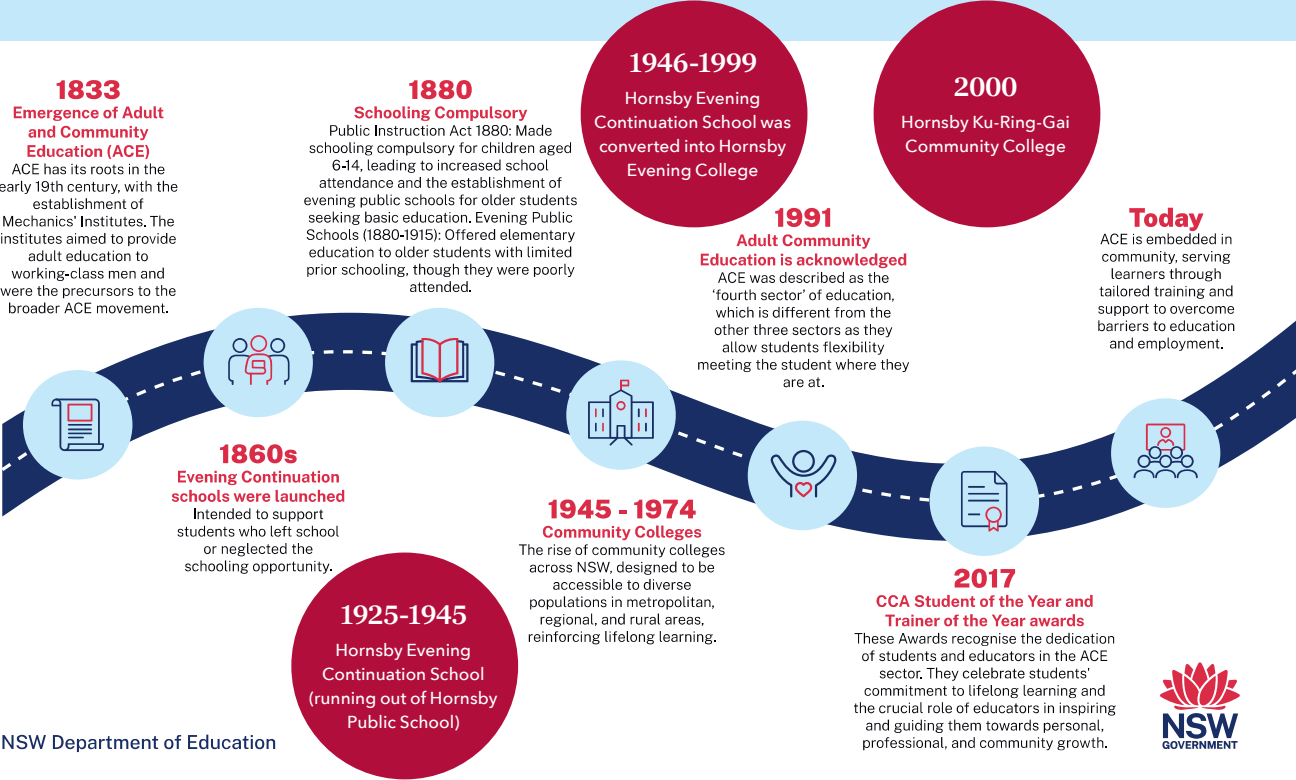 1833
Emergence of Adult
and Community
Education (ACE)
ACE has its roots in the
early 19th century, with the
establishment of
Mechanics' Institutes. The
institutes aimed to provide
adult education to
working-class men and
were the precursors to the
broader ACE movement.
1860s
Evening Continuation
schools were launched
Intended to support
students who left school
or neglected the
schooling opportunity.
1880
Schooling Compulsory
Public Instruction Act 1880: Made
schooling compulsory for children aged
6-14, leading to increased school
attendance and the establishment of
evening public schools for older students
seeking basic education. Evening Public
Schools (1880-1915): Offered elementary
education to older students with limited
prior schooling, though they were poorly
attended.
1925-1945
Hornsby Evening
Continuation School
(running out of Hornsby
Public School)
1945 - 1974
Community Colleges
The rise of community colleges
across NSW, designed to be
accessible to diverse
populations in metropolitan,
regional, and rural areas,
reinforcing lifelong learning.
1946-1999
Hornsby Evening
Continuation School was
converted into Hornsby
Evening College
1991
Adult Community
Education is acknowledged
ACE was described as the
'fourth sector' of education,
which is different from the
other three sectors as they
allow students flexibility
meeting the student where they
are at.
2000
Hornsby Ku-Ring-Gai
Community College
2017
CCA Student of the Year and
Trainer of the Year awards
These Awards recognise the dedication
of students and educators in the ACE
sector. They celebrate students'
commitment to lifelong learning and
the crucial role of educators in inspiring
and guiding them towards personal,
professional, and community growth.
Today
ACE is embedded in
community, serving
learners through
tailored training and
support to overcome
barriers to education
and employment.
NSW Department of Education
NSW
GOVERNMENT